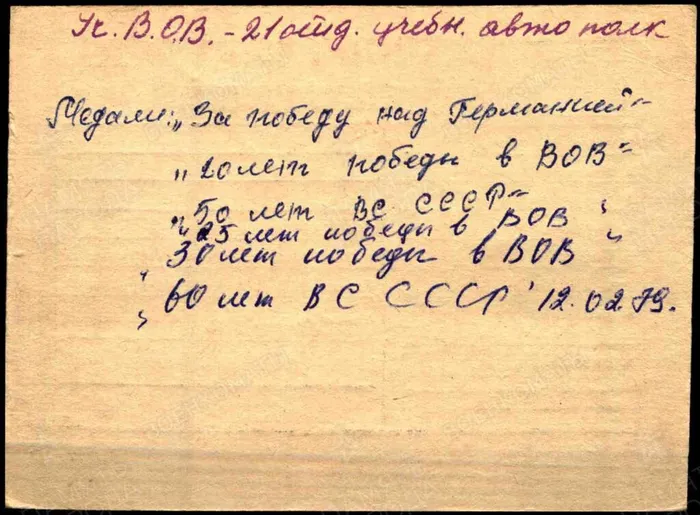 Уч. В.О.В. - 21 отд. учебн. авто полк
Медали: „За победу над Германией"
„20 лет победы в ВОВ"
„50 лет ВС СССР"
„25 лет победы в ВОВ"
„30 лет победы в ВОВ"
„60 лет ВС СССР" 12.02.79.